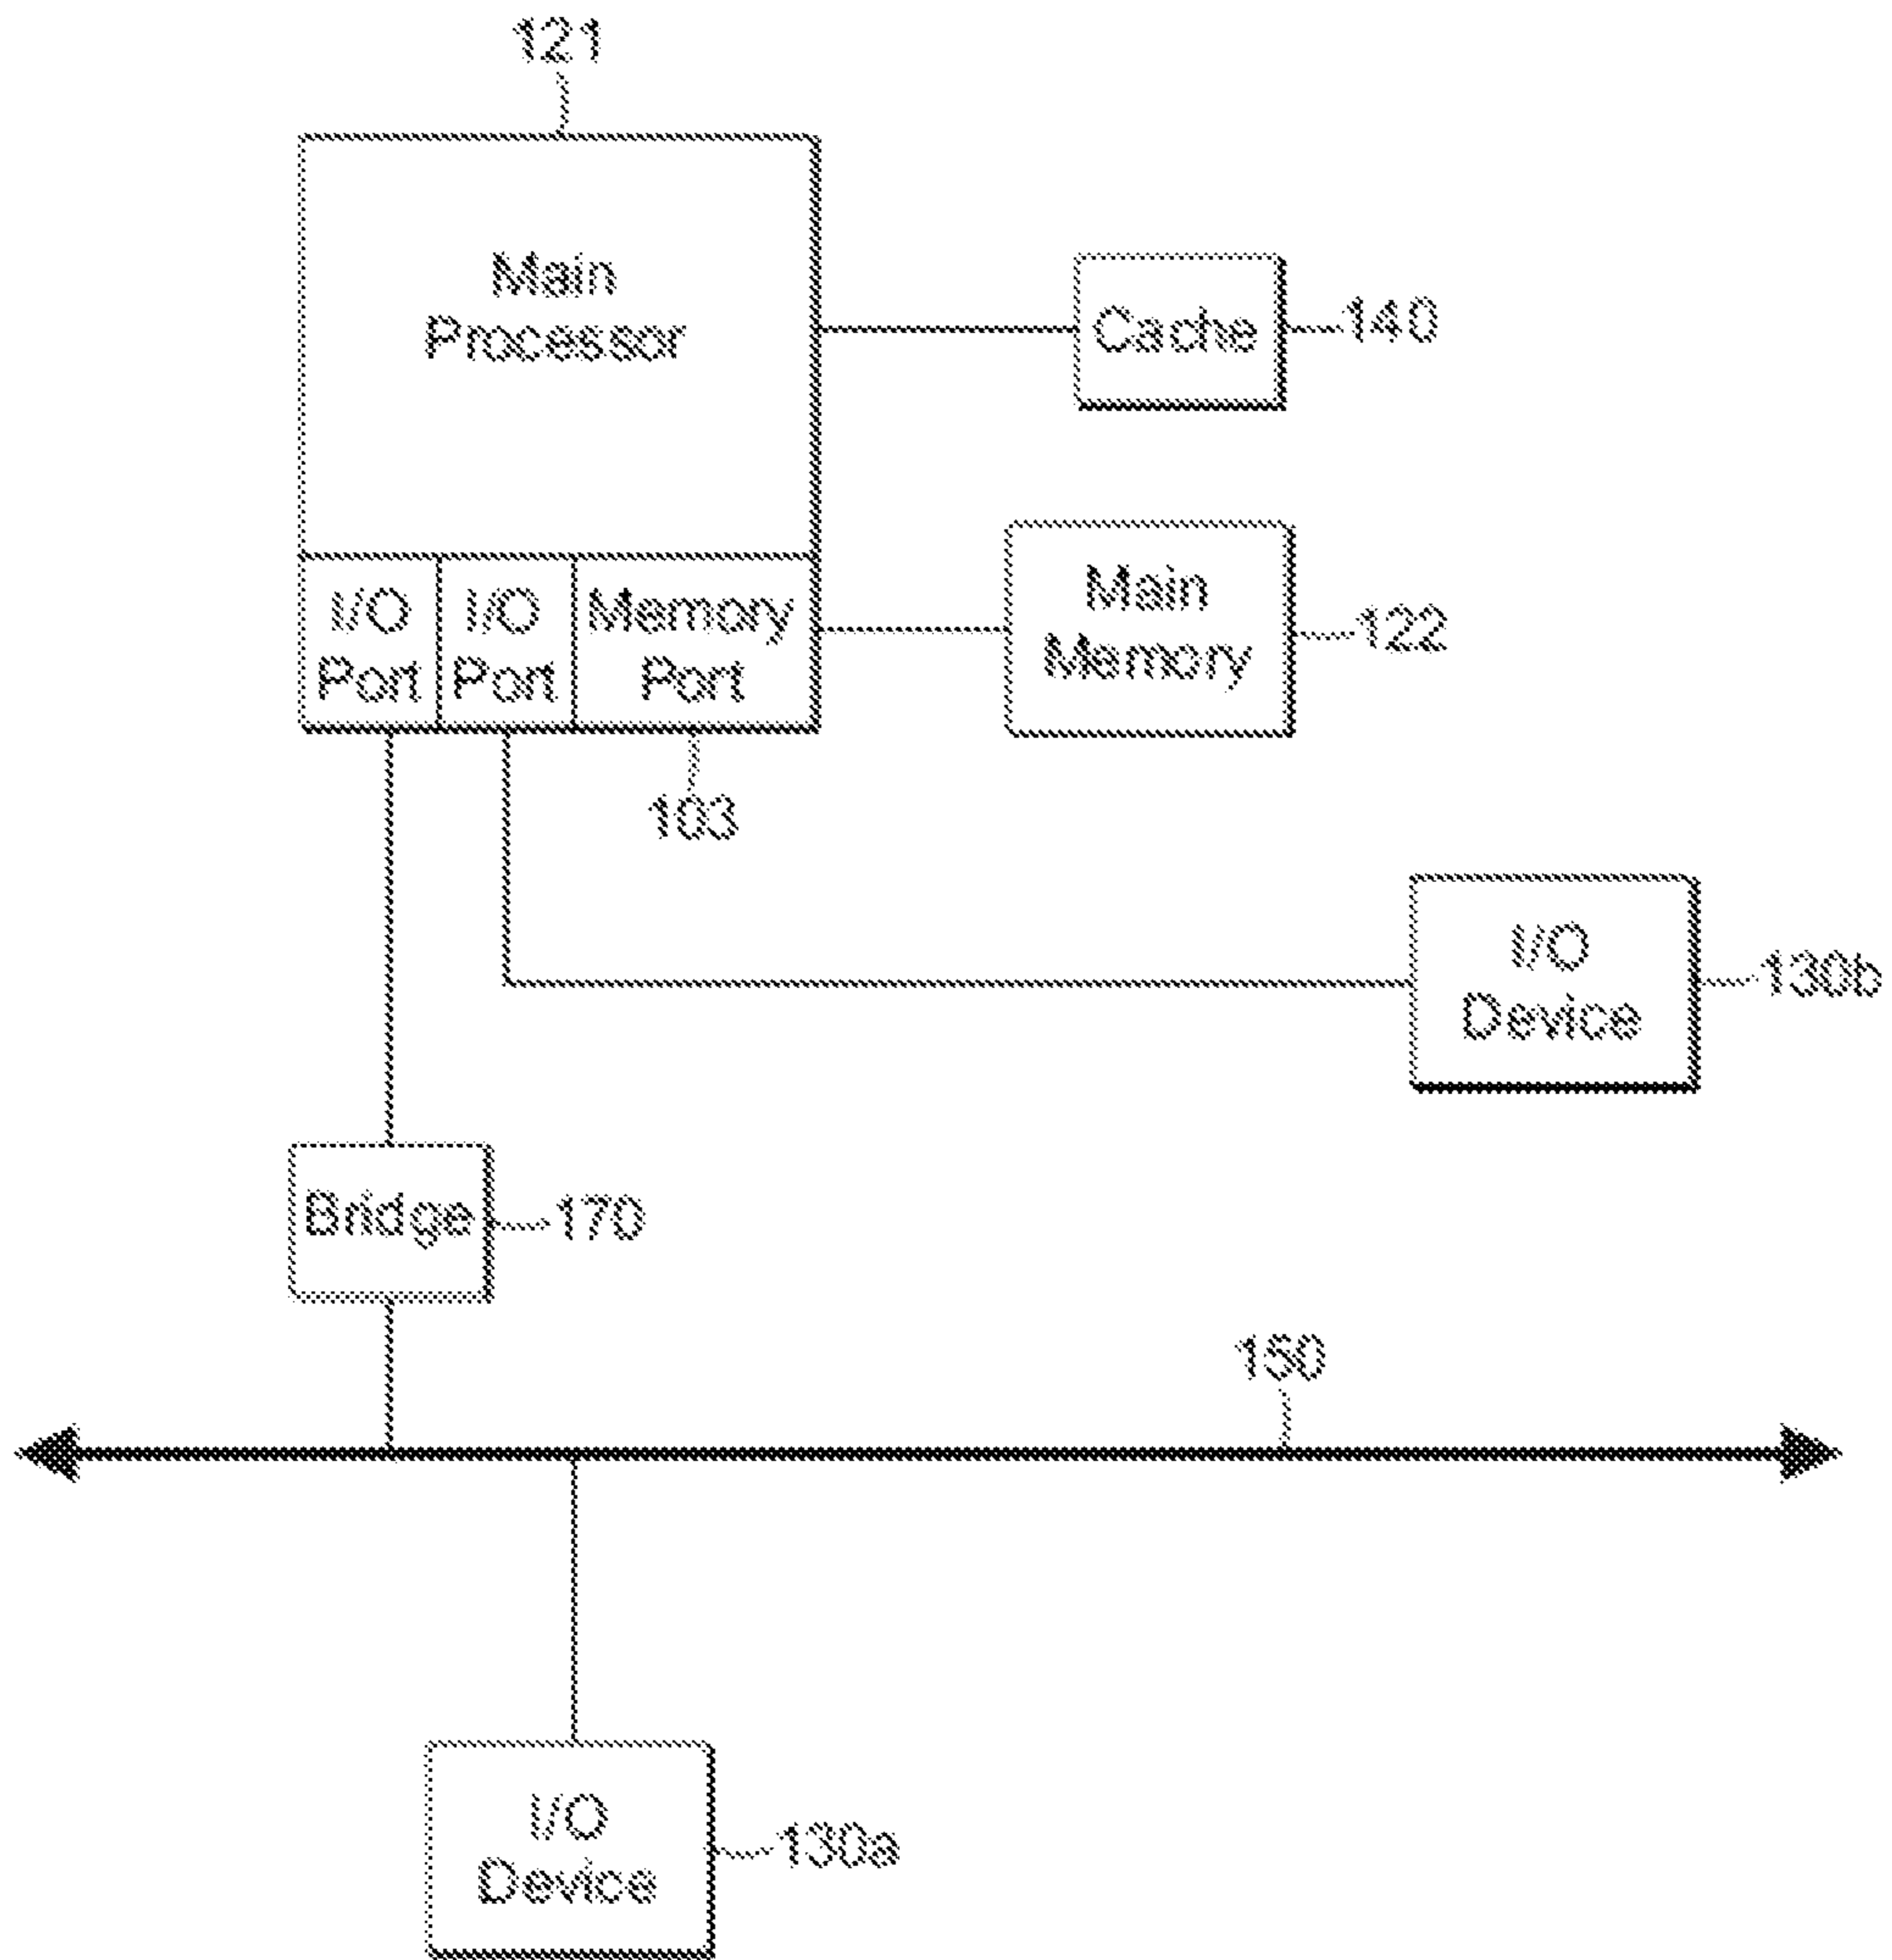 121
Main
Processor
Cache
140
I/O
Port
I/O
Port
Memory
Port
Main
Memory
122
103
I/O
Device
130b
Bridge
170
150
I/O
Device
130a